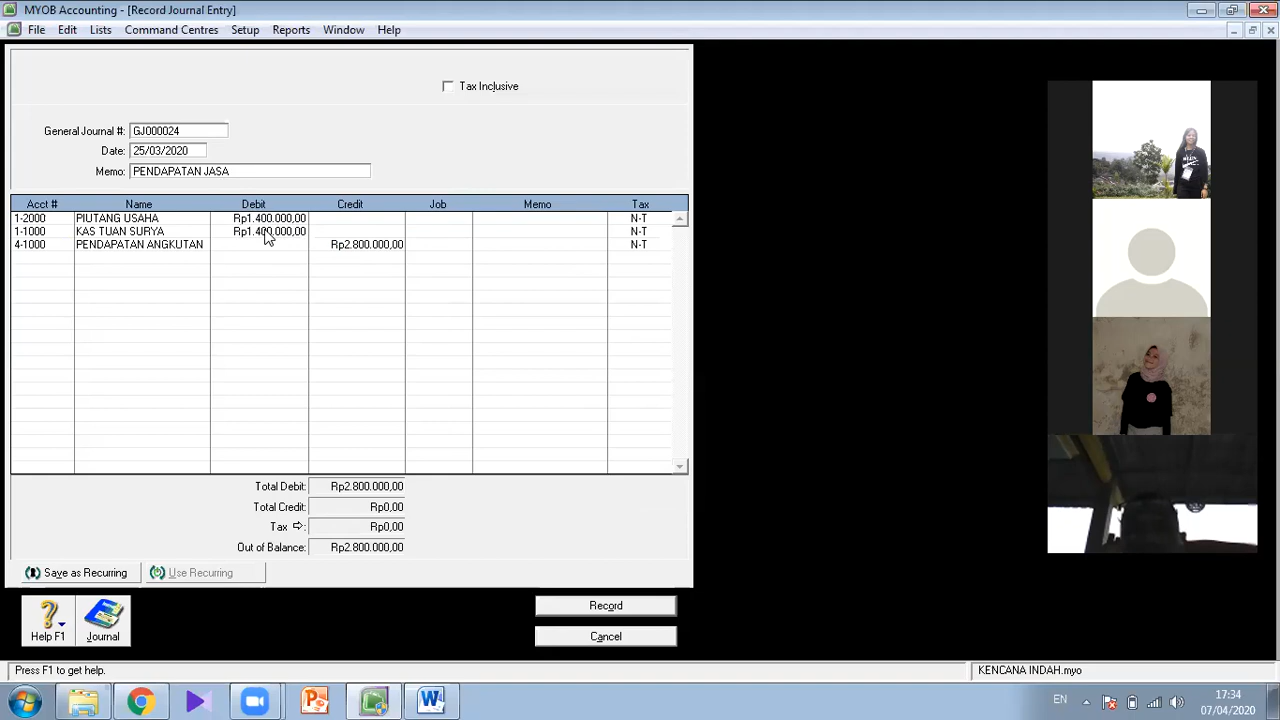 MYOB Accounting - [Record Journal Entry]
File Edit Lists Command Centres Setup Reports Window Help
Tax Inclusive
General Journal #: GJ000024
Date: 25/03/2020
Memo: PENDAPATAN JASA
Acct # Name Debit Credit Job Memo Tax
1-2000 PIUTANG USAHA Rp1.400.000,00 N-T
1-1000 KAS TUAN SURYA Rp1.400.000,00 N-T
4-1000 PENDAPATAN ANGKUTAN Rp2.800.000,00 N-T
Total Debit: Rp2.800.000,00
Total Credit: Rp0,00
Tax ⇨: Rp0,00
Out of Balance: Rp2.800.000,00
Save as Recurring Use Recurring
Help F1 Journal
Record
Cancel
Press F1 to get help. KENCANA INDAH.myo
EN 17:34
07/04/2020